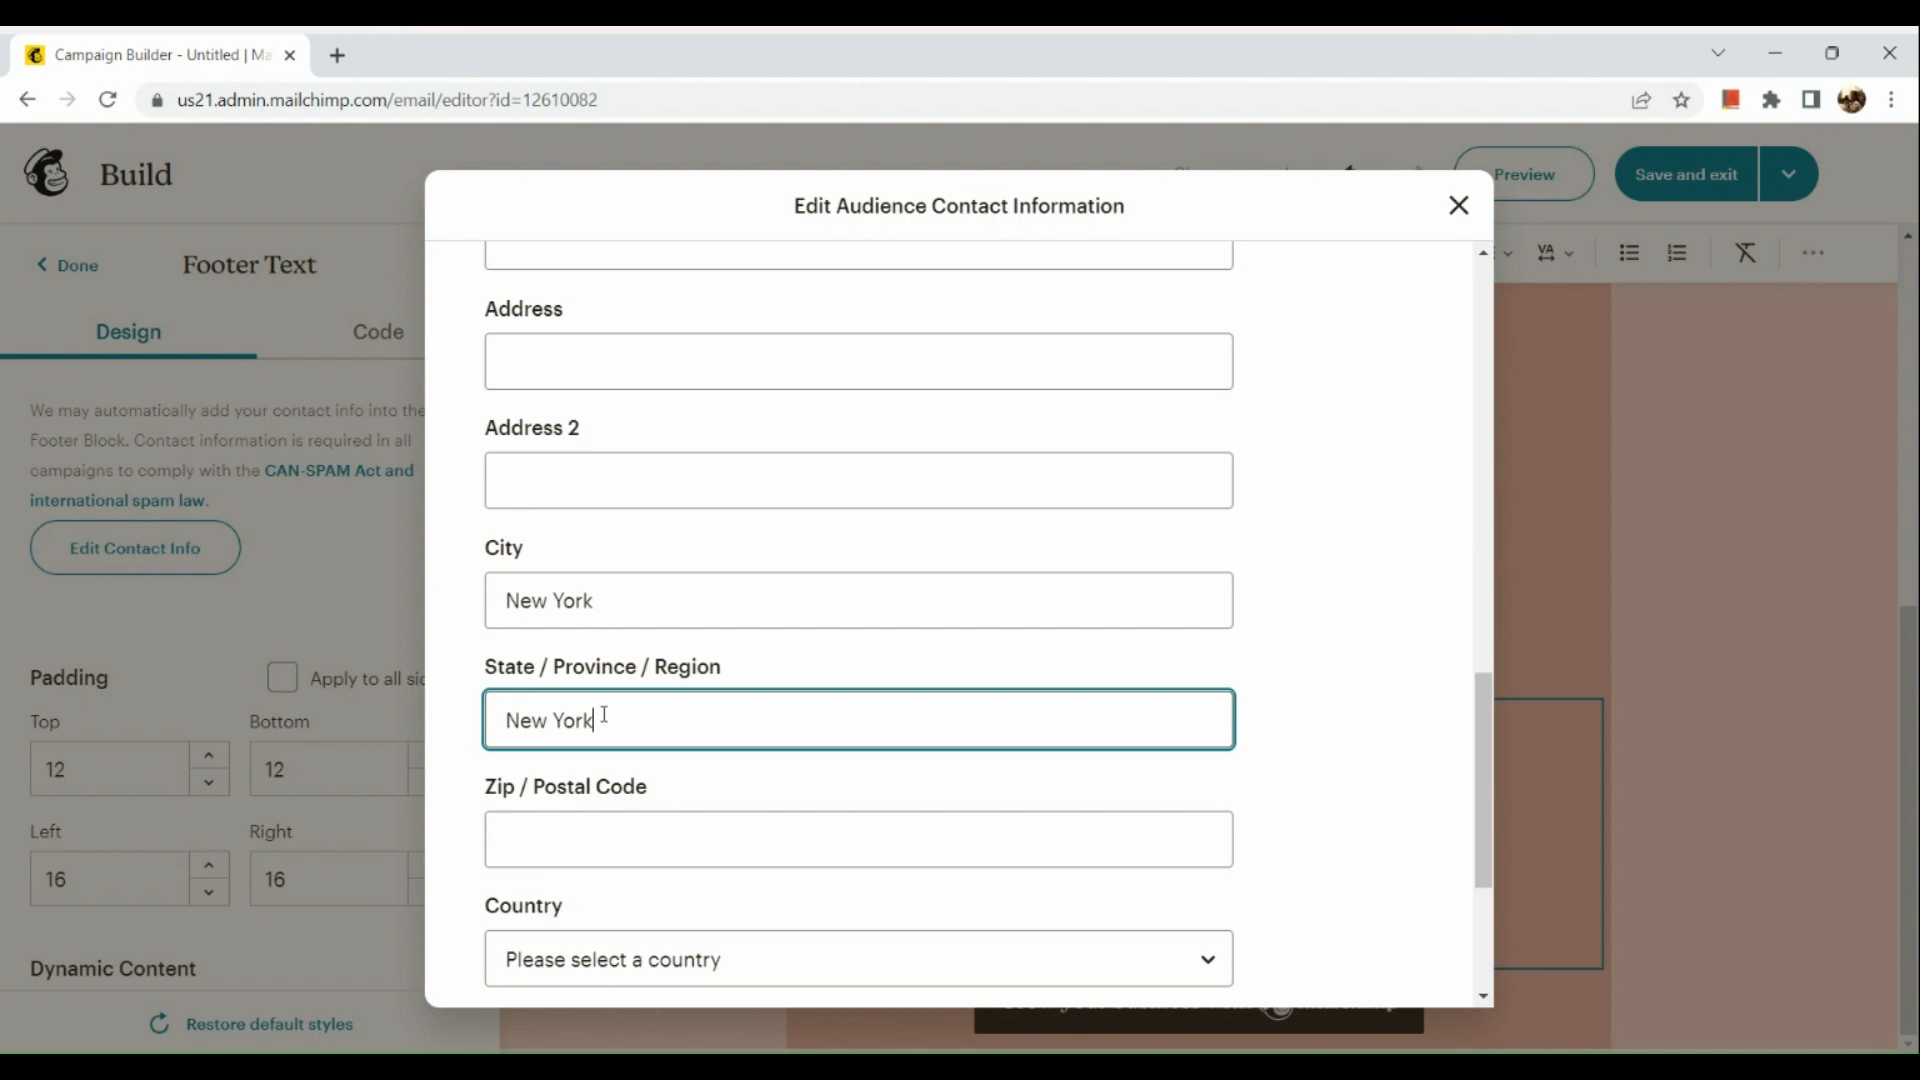 Campaign Builder - Untitled | Ma
us21.admin.mailchimp.com/email/editor?id=12610082
Build
Preview
Save and exit
Edit Audience Contact Information
Done
Footer Text
Design
Code
We may automatically add your contact info into the
Footer Block. Contact information is required in all
campaigns to comply with the CAN-SPAM Act and
international spam law.
Edit Contact Info
Padding
Apply to all si
Top
Bottom
12
12
Left
Right
16
16
Dynamic Content
Restore default styles
Address
Address 2
City
New York
State / Province / Region
New York
Zip / Postal Code
Country
Please select a country
VA